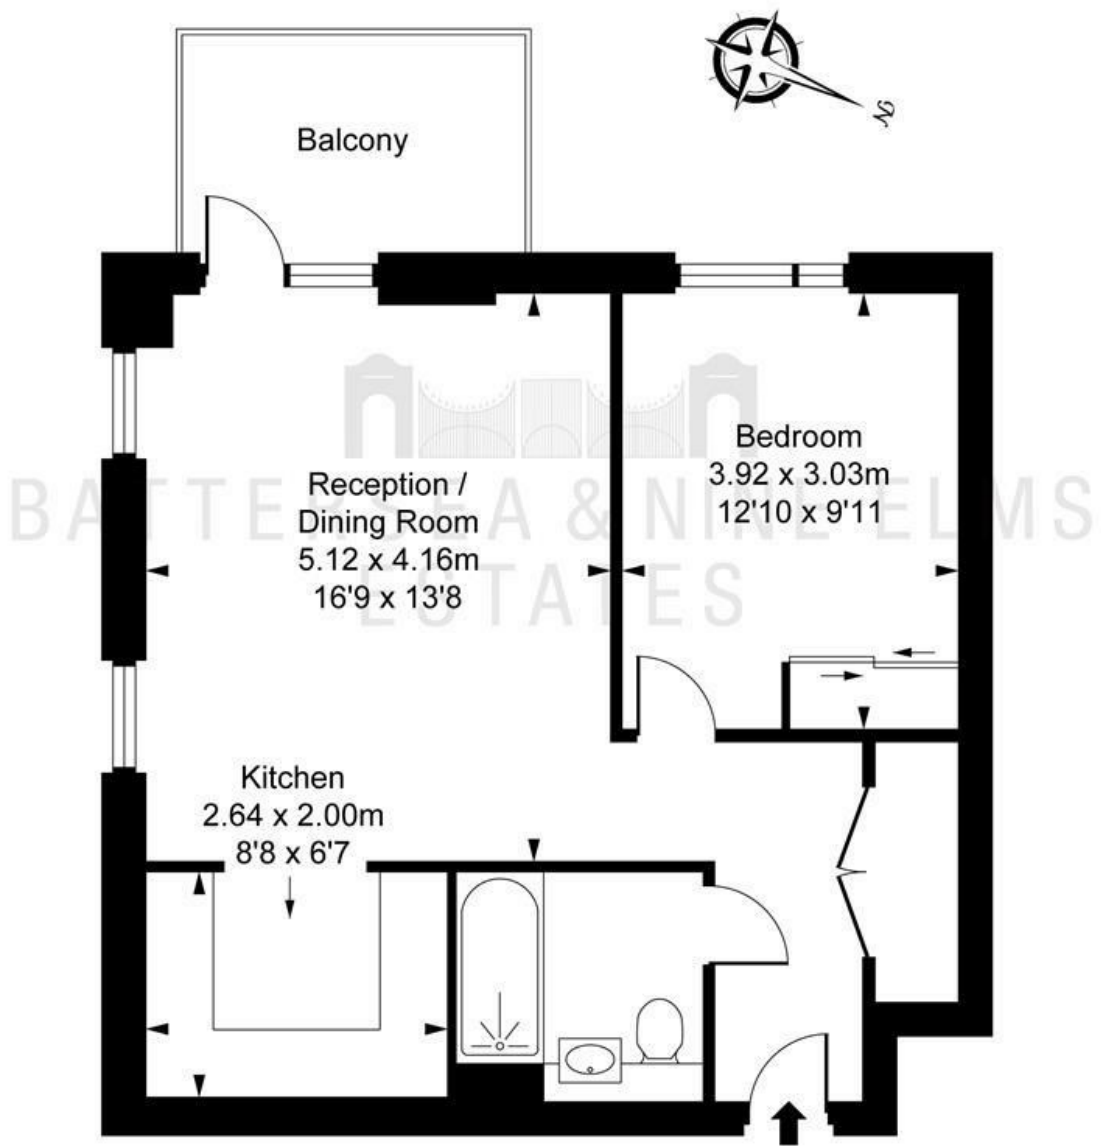 Balcony
N
Bedroom
3.92 x 3.03m
12'10 x 9'11
Reception /
Dining Room
5.12 x 4.16m
16'9 x 13'8
BATTERSEA & NINE ELMS
ESTATES
Kitchen
2.64 x 2.00m
8'8 x 6'7